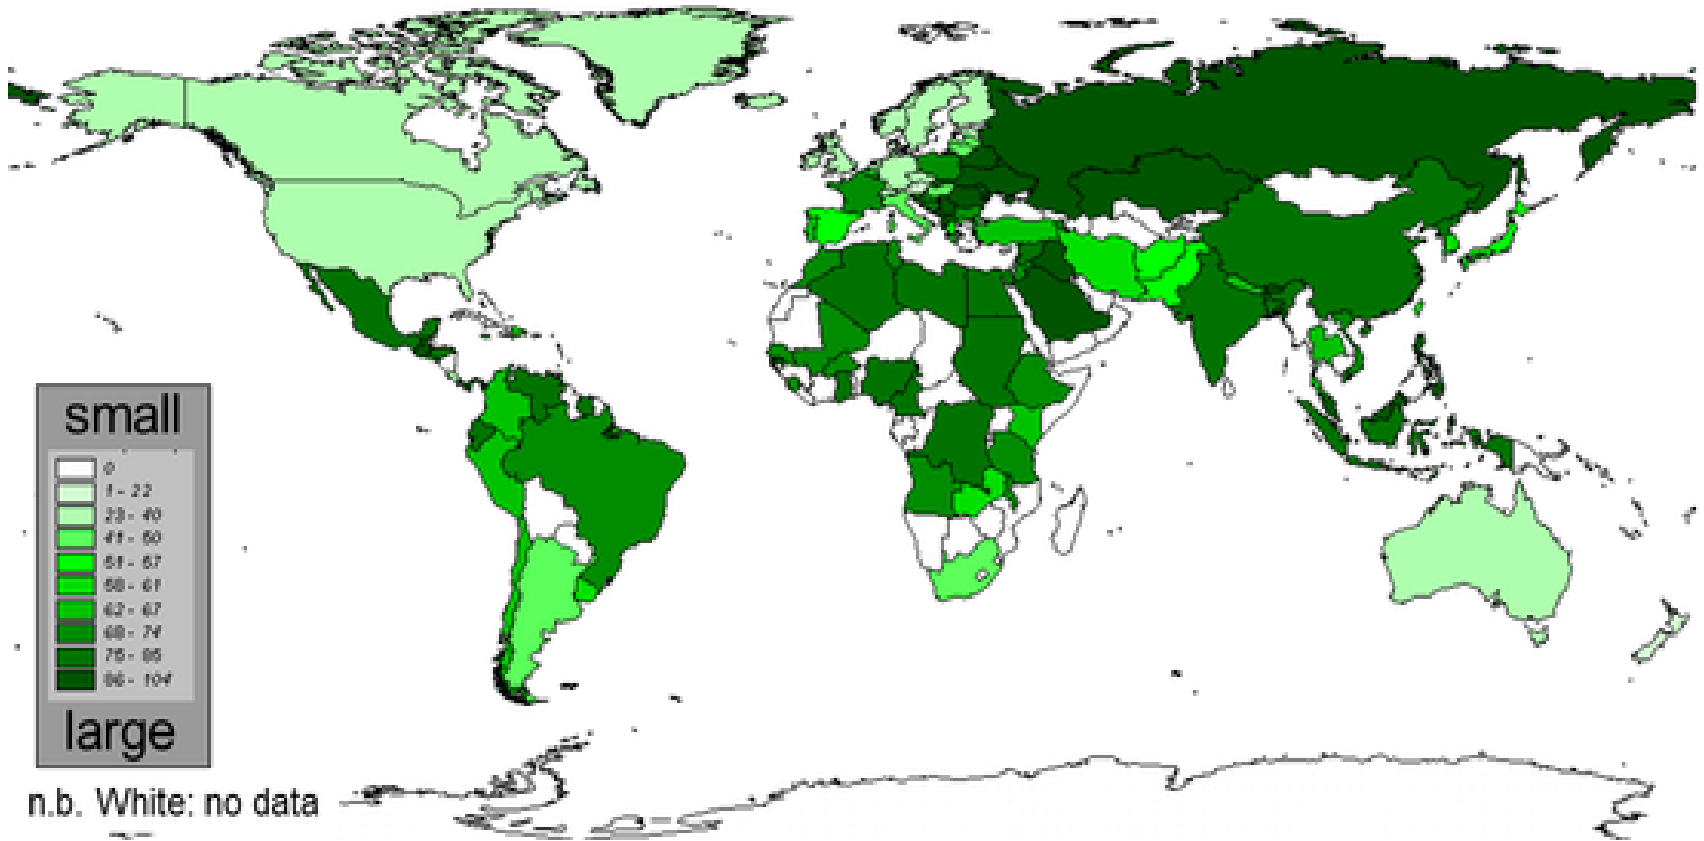 small
0
1 - 22
23 - 40
41 - 50
51 - 57
58 - 61
62 - 67
68 - 74
75 - 85
86 - 104
large
n.b. White: no data